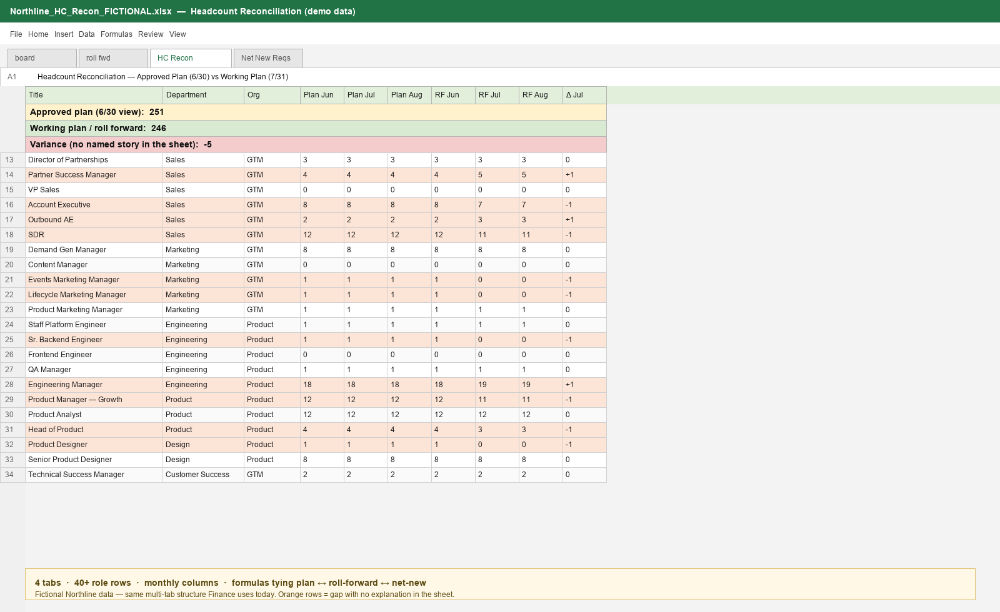 Northline_HC_Recon_FICTIONAL.xlsx — Headcount Reconciliation (demo data)
File Home Insert Data Formulas Review View
board roll fwd HC Recon Net New Reqs
A1 Headcount Reconciliation — Approved Plan (6/30) vs Working Plan (7/31)
Title Department Org Plan Jun Plan Jul Plan Aug RF Jun RF Jul RF Aug Δ Jul
Approved plan (6/30 view): 251
Working plan / roll forward: 246
Variance (no named story in the sheet): -5
13 Director of Partnerships Sales GTM 3 3 3 3 3 3 0
14 Partner Success Manager Sales GTM 4 4 4 4 5 5 +1
15 VP Sales Sales GTM 0 0 0 0 0 0 0
16 Account Executive Sales GTM 8 8 8 8 7 7 -1
17 Outbound AE Sales GTM 2 2 2 2 3 3 +1
18 SDR Sales GTM 12 12 12 12 11 11 -1
19 Demand Gen Manager Marketing GTM 8 8 8 8 8 8 0
20 Content Manager Marketing GTM 0 0 0 0 0 0 0
21 Events Marketing Manager Marketing GTM 1 1 1 1 0 0 -1
22 Lifecycle Marketing Manager Marketing GTM 1 1 1 1 0 0 -1
23 Product Marketing Manager Marketing GTM 1 1 1 1 1 1 0
24 Staff Platform Engineer Engineering Product 1 1 1 1 1 1 0
25 Sr. Backend Engineer Engineering Product 1 1 1 1 0 0 -1
26 Frontend Engineer Engineering Product 0 0 0 0 0 0 0
27 QA Manager Engineering Product 1 1 1 1 1 1 0
28 Engineering Manager Engineering Product 18 18 18 18 19 19 +1
29 Product Manager — Growth Product Product 12 12 12 12 11 11 -1
30 Product Analyst Product Product 12 12 12 12 12 12 0
31 Head of Product Product Product 4 4 4 4 3 3 -1
32 Product Designer Design Product 1 1 1 1 0 0 -1
33 Senior Product Designer Design Product 8 8 8 8 8 8 0
34 Technical Success Manager Customer Success GTM 2 2 2 2 2 2 0
4 tabs · 40+ role rows · monthly columns · formulas tying plan ↔ roll-forward ↔ net-new
Fictional Northline data — same multi-tab structure Finance uses today. Orange rows = gap with no explanation in the sheet.